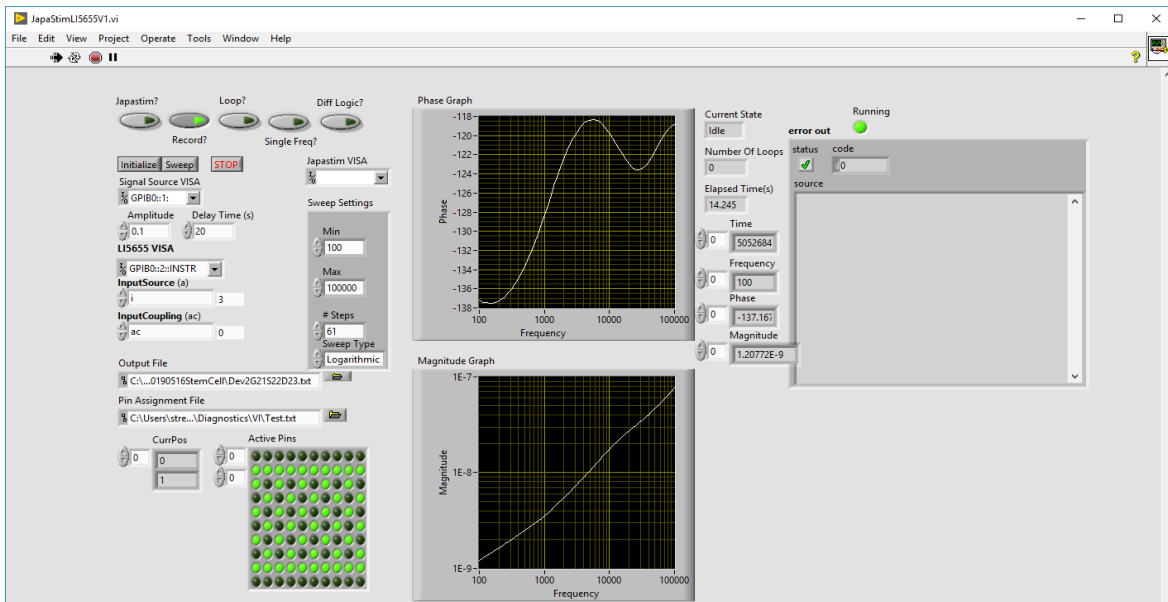 JapaStimLI5655V1.vi
File Edit View Project Operate Tools Window Help
Japastim? Loop? Diff Logic?
Record? Single Freq?
Initialize Sweep STOP
Japastim VISA
Signal Source VISA
GPIB0::1:
Amplitude Delay Time (s)
0.1 20
LI5655 VISA
GPIB0::2::INSTR
InputSource (a)
i 3
InputCoupling (ac)
ac 0
Sweep Settings
Min
100
Max
100000
# Steps
61
Sweep Type
Logarithmic
Output File
C:\...0190516StemCell\Dev2G21S22D23.txt
Pin Assignment File
C:\Users\stre...\Diagnostics\VI\Test.txt
CurrPos
0 0
1
Active Pins
0
0
Phase Graph
-118
-120
-122
-124
-126
-128
-130
-132
-134
-136
-138
Phase
100 1000 10000 100000
Frequency
Magnitude Graph
1E-7
1E-8
1E-9
Magnitude
100 1000 10000 100000
Frequency
Current State
Idle
Number Of Loops
0
Elapsed Time(s)
14.245
Time
0 5052684
Frequency
0 100
Phase
0 -137.167
Magnitude
0 1.20772E-9
Running
error out
status code
0
source